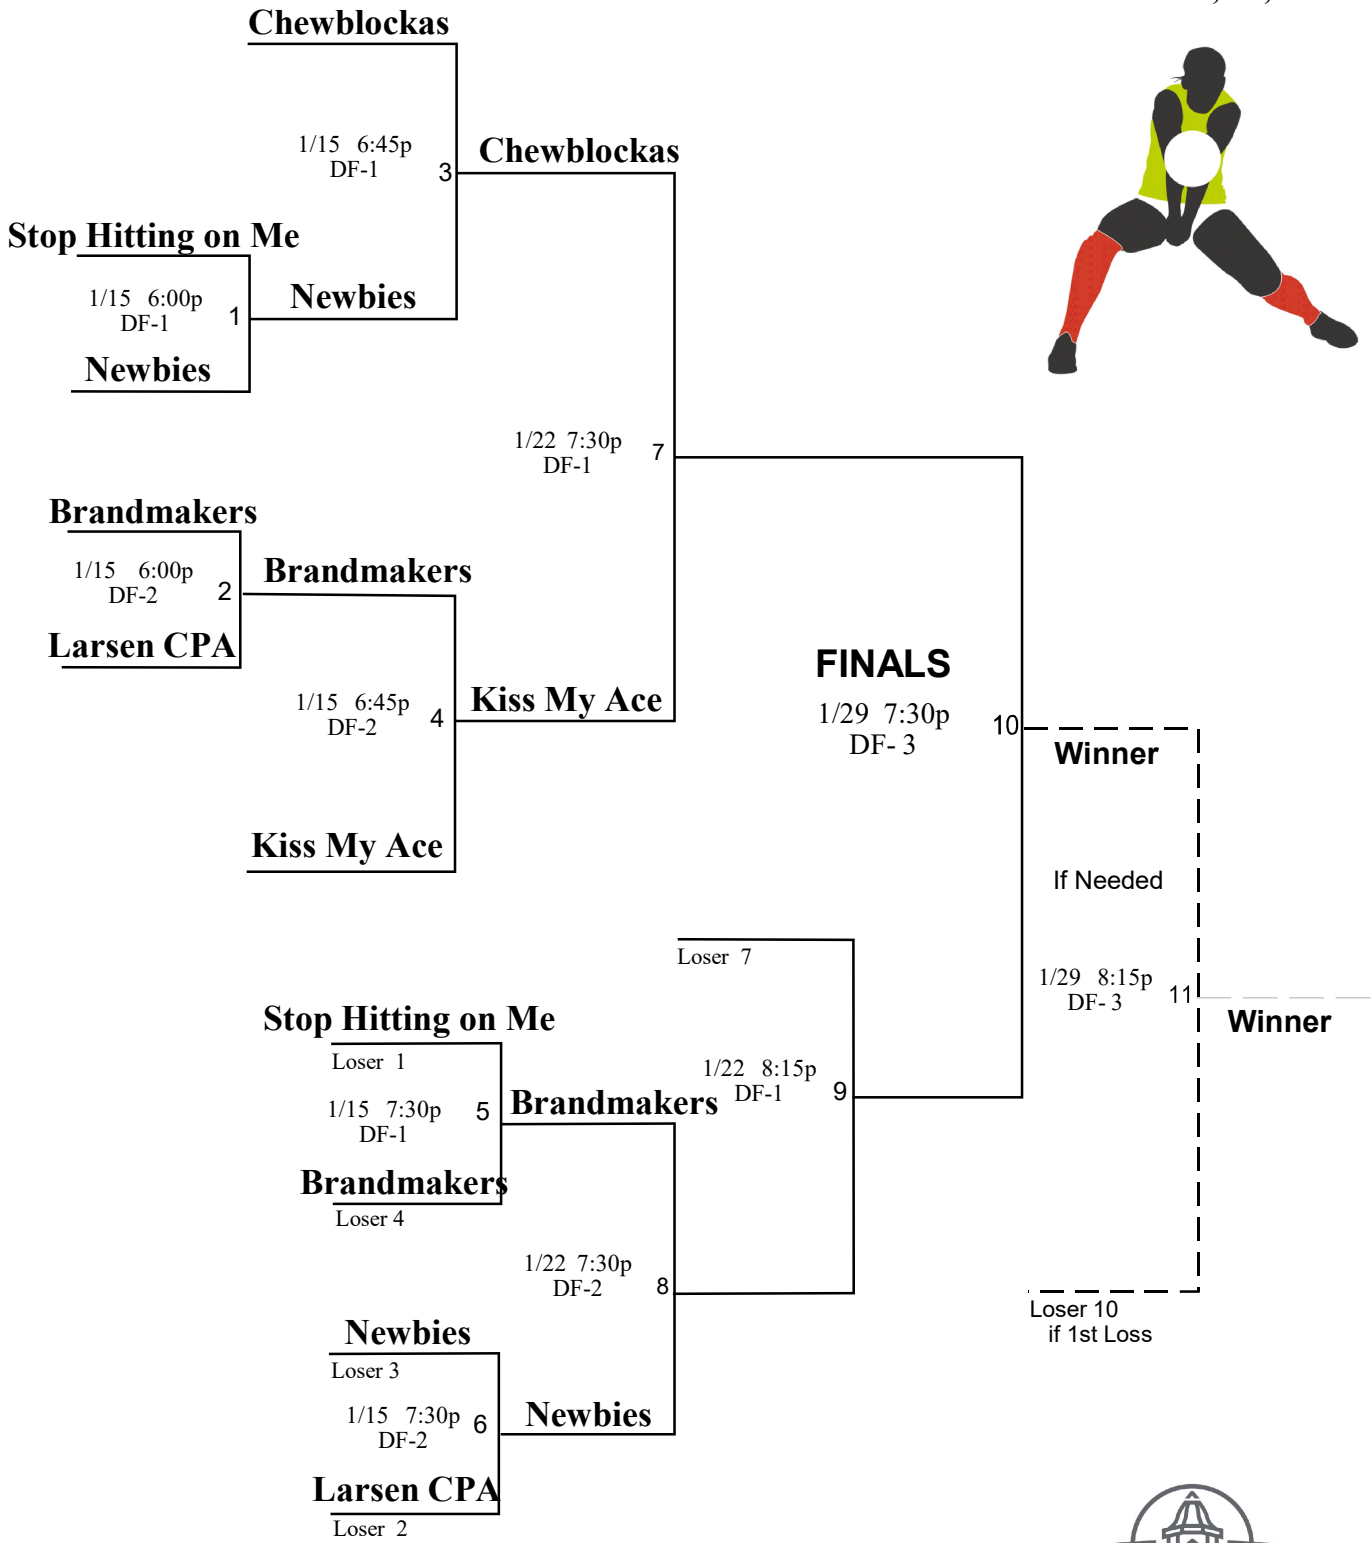 Chewblockas
1/15 6:45p
DF-1
3
Chewblockas
Stop Hitting on Me
1/15 6:00p
DF-1
1
Newbies
Newbies
1/22 7:30p
DF-1
7
Brandmakers
1/15 6:00p
DF-2
2
Brandmakers
Larsen CPA
1/15 6:45p
DF-2
4
Kiss My Ace
Kiss My Ace
FINALS
1/29 7:30p
DF- 3
10
Winner
If Needed
1/29 8:15p
DF- 3
11
Winner
Loser 10
if 1st Loss
Loser 7
1/22 8:15p
DF-1
9
Stop Hitting on Me
Loser 1
1/15 7:30p
DF-1
5
Brandmakers
Brandmakers
Loser 4
1/22 7:30p
DF-2
8
Newbies
Loser 3
1/15 7:30p
DF-2
6
Newbies
Larsen CPA
Loser 2